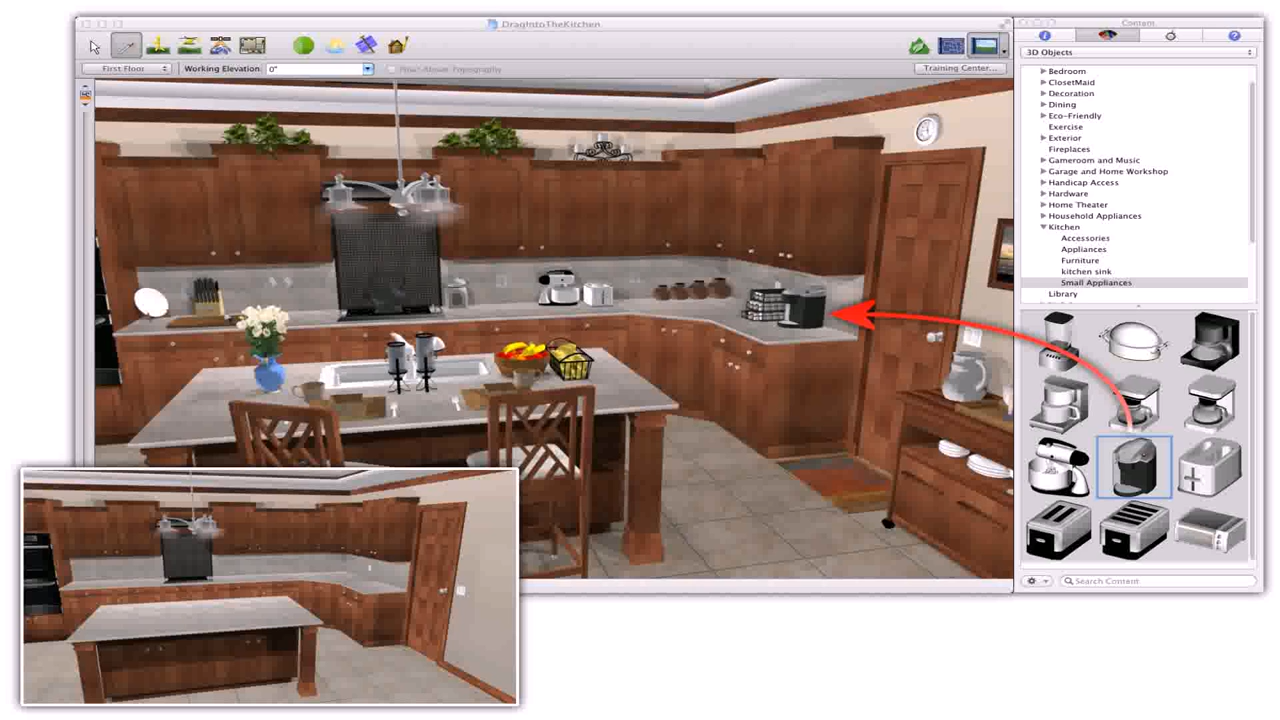 DragIntoTheKitchen
Content
First Floor
Working Elevation:
0"
Training Center...
3D Objects
Bedroom
ClosetMaid
Decoration
Dining
Eco-Friendly
Exercise
Exterior
Fireplaces
Gameroom and Music
Garage and Home Workshop
Handicap Access
Hardware
Home Theater
Household Appliances
Kitchen
Accessories
Appliances
Furniture
kitchen sink
Small Appliances
Library
Search Content